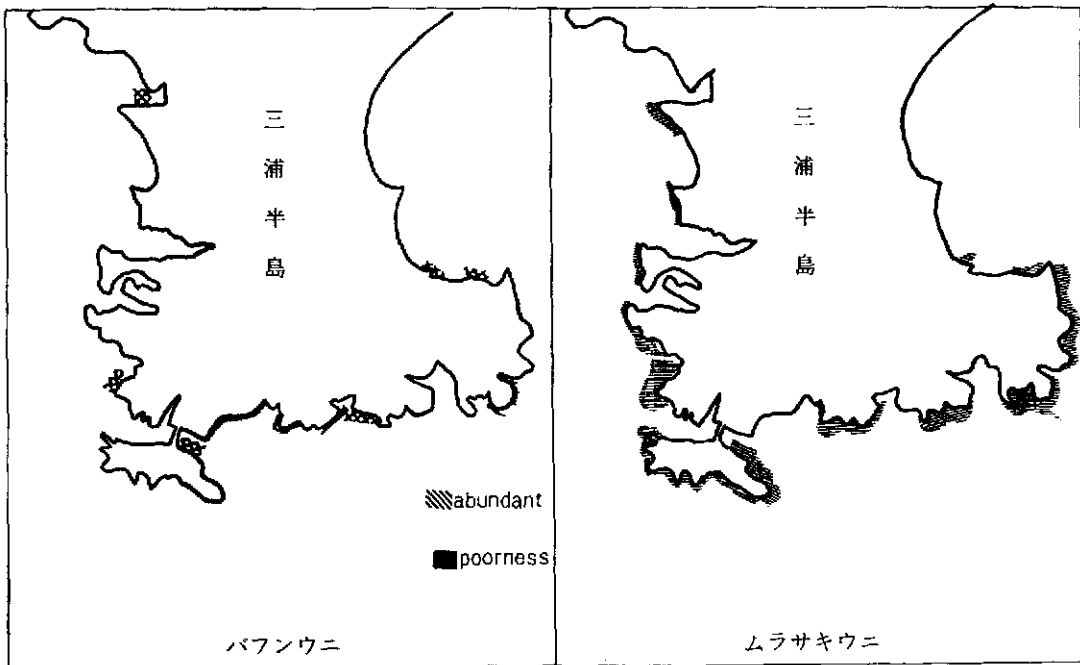 三浦半島
abundant
poorness
バフンウニ
三浦半島
ムラサキウニ